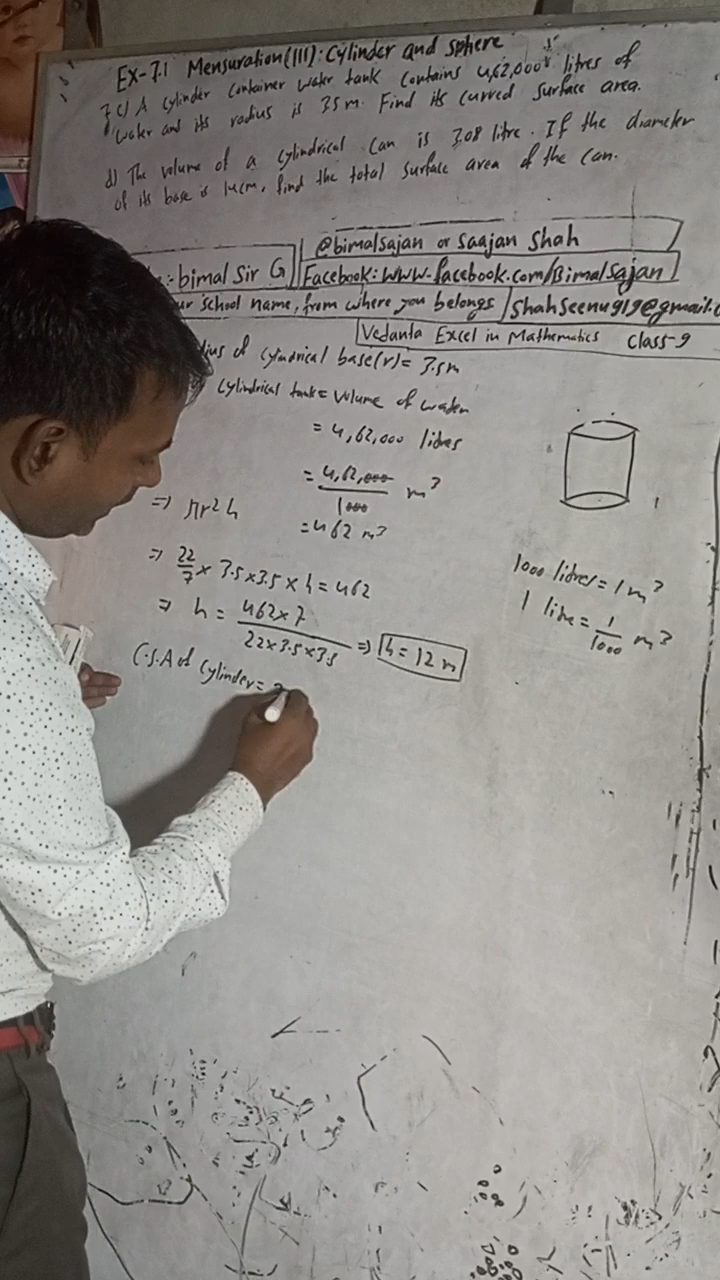 Ex-7.1 Mensuration(III): Cylinder and sphere
7. c) A cylinder container water tank contains 4,62,000 litres of
water and its radius is 3.5 m. Find its curved surface area.
d) The volume of a cylindrical can is 3.08 litre. If the diameter
of its base is 14cm, find the total surface area of the can.
@bimalsajan or Saajan Shah
:-bimal Sir G
Facebook: WWW.facebook.com/Bimalsajan
ur school name, from where you belongs / Shahseenu919@gmail.c
Vedanta Excel in Mathematics Class-9
dius of cylindrical base(r) = 3.5m
cylindrical tank = Volume of water
= 4,62,000 litres
= 4,62,000/1000 m³
= 462 m³
⇒ πr²h
⇒ 22/7 × 3.5×3.5 × h = 462
⇒ h = 462×7/22×3.5×3.5 ⇒ h = 12 m
C.S.A of cylinder =
1000 litres = 1 m³
1 litre = 1/1000 m³